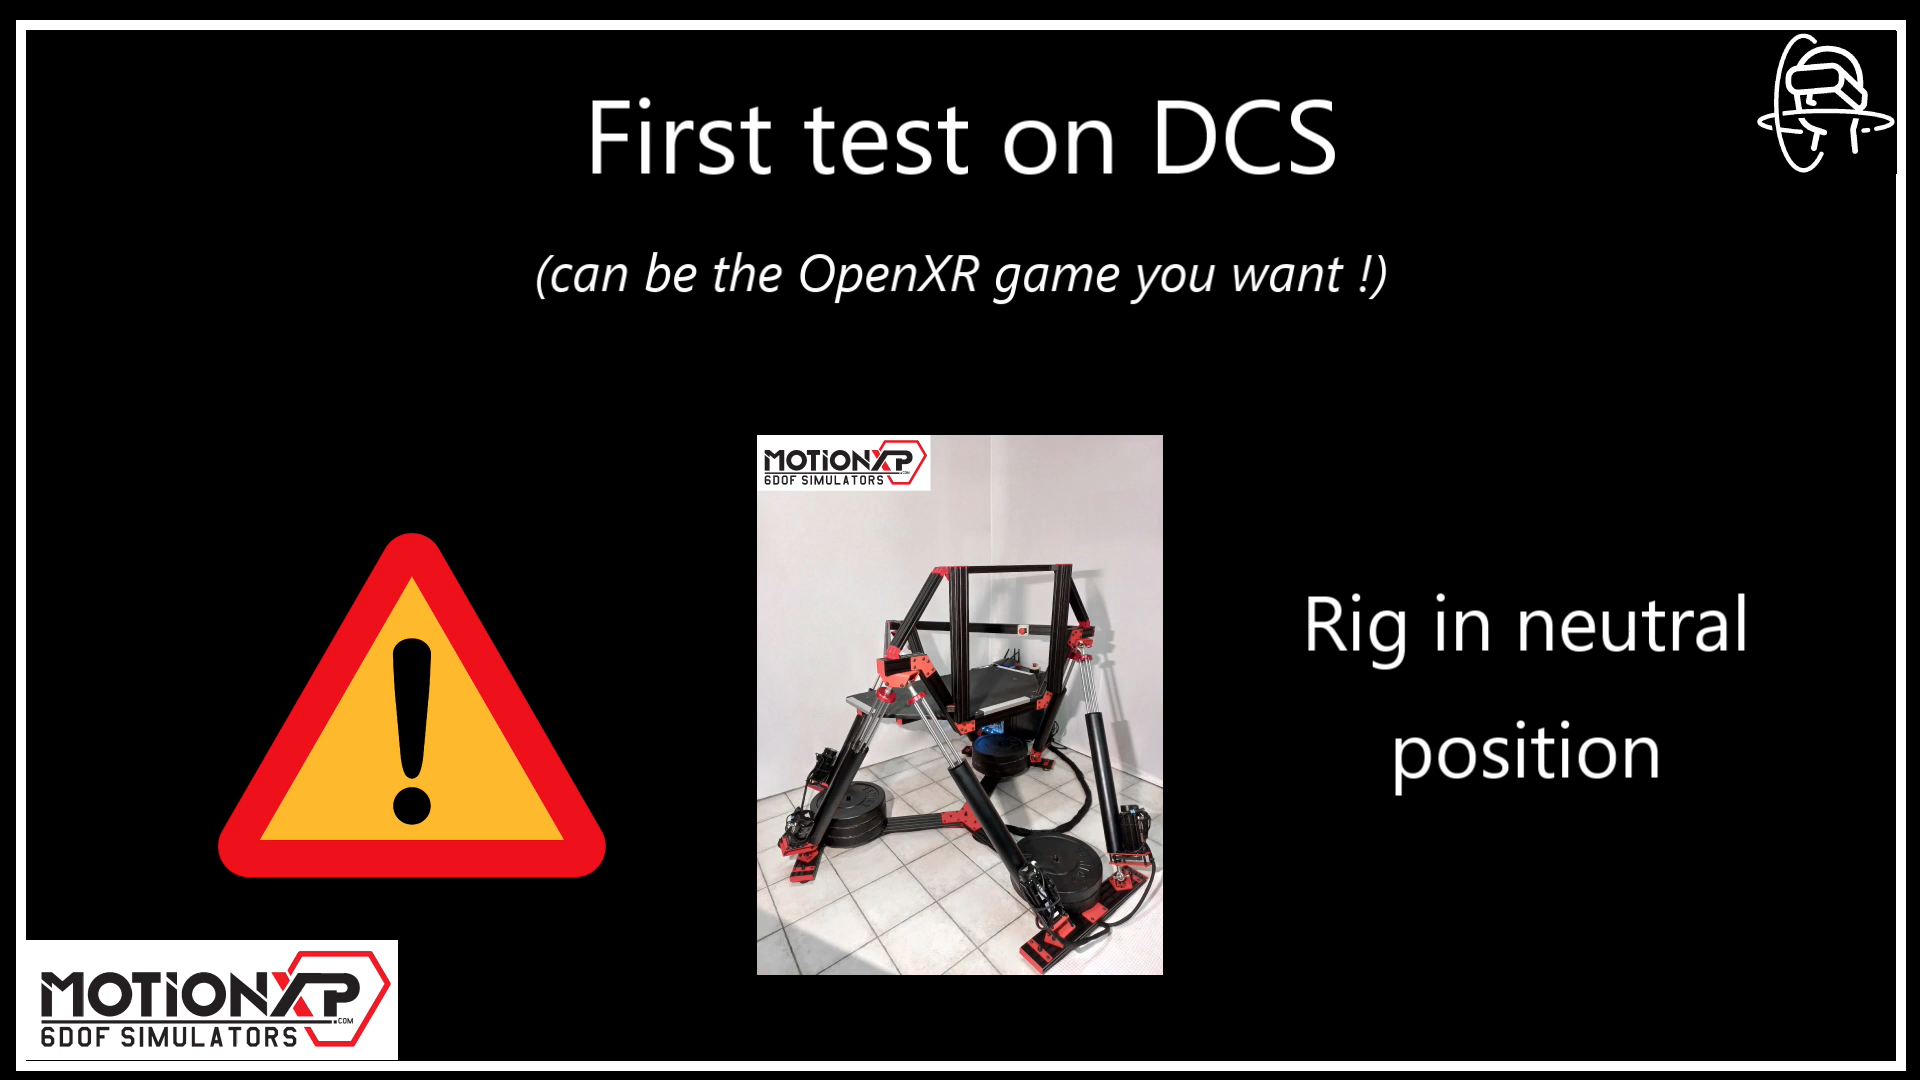 First test on DCS
(can be the OpenXR game you want !)
MOTIONXP
.COM
6DOF SIMULATORS
Rig in neutral
position
MOTIONXP
.COM
6DOF SIMULATORS